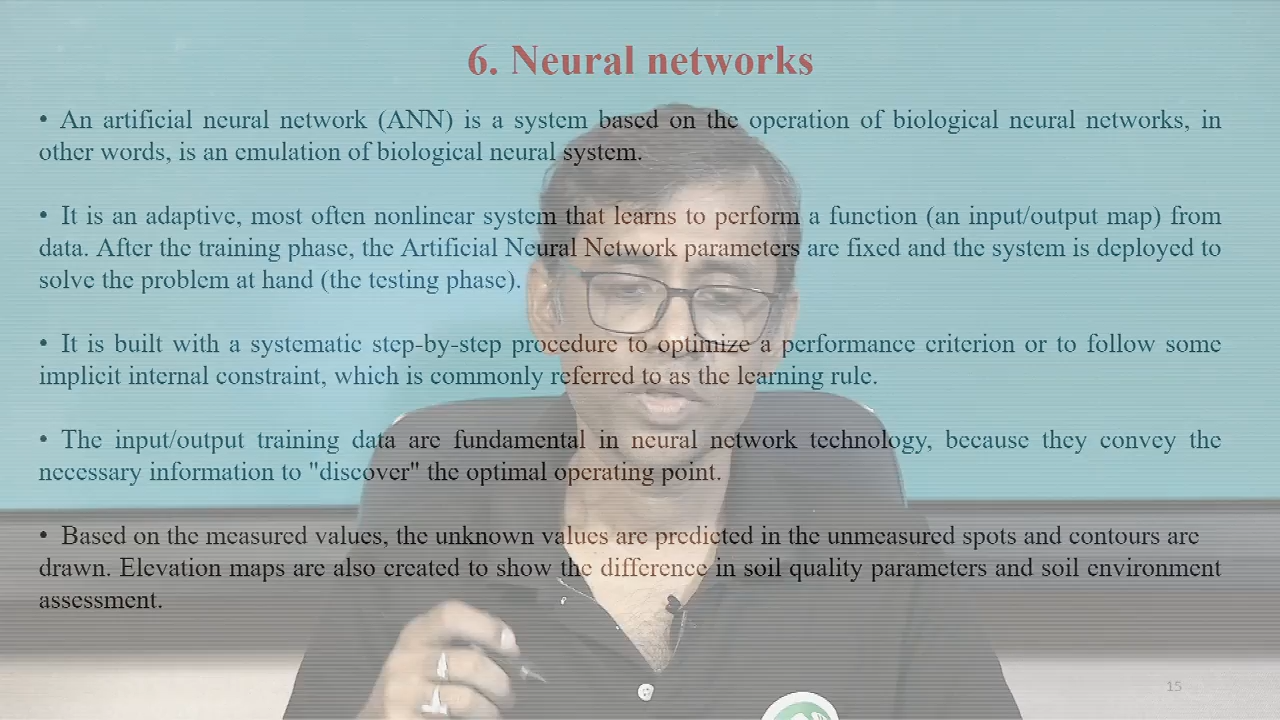 6. Neural networks
• An artificial neural network (ANN) is a system based on the operation of biological neural networks, in
other words, is an emulation of biological neural system.
• It is an adaptive, most often nonlinear system that learns to perform a function (an input/output map) from
data. After the training phase, the Artificial Neural Network parameters are fixed and the system is deployed to
solve the problem at hand (the testing phase).
• It is built with a systematic step-by-step procedure to optimize a performance criterion or to follow some
implicit internal constraint, which is commonly referred to as the learning rule.
• The input/output training data are fundamental in neural network technology, because they convey the
necessary information to "discover" the optimal operating point.
• Based on the measured values, the unknown values are predicted in the unmeasured spots and contours are
drawn. Elevation maps are also created to show the difference in soil quality parameters and soil environment
assessment.
15